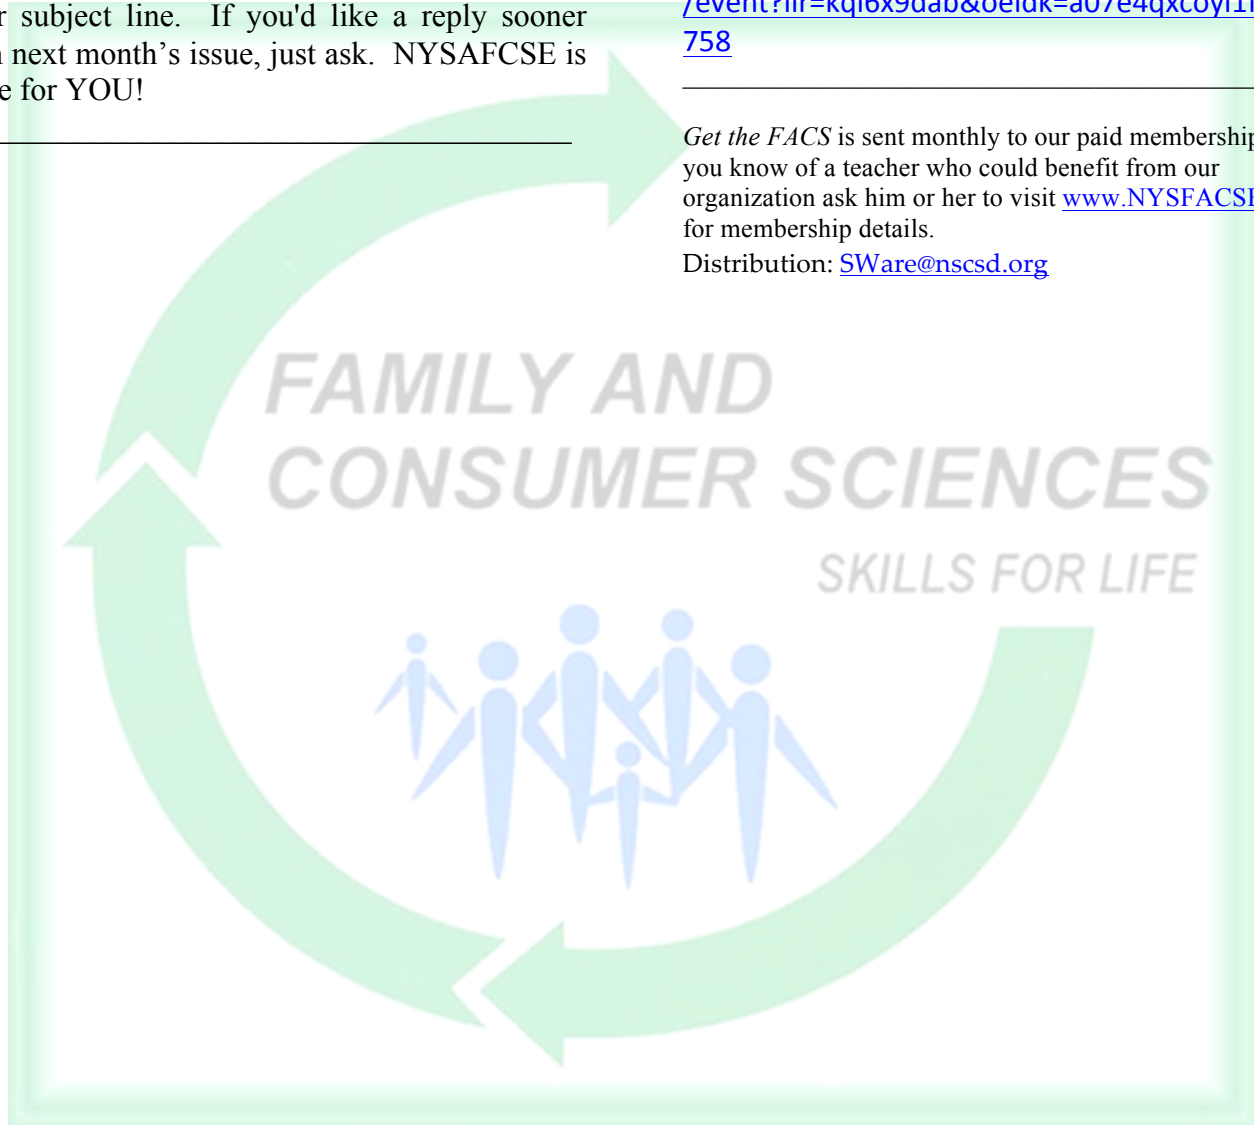 r subject line. If you'd like a reply sooner
next month's issue, just ask. NYSAFCSE is
e for YOU!
758
Get the FACS is sent monthly to our paid membership
you know of a teacher who could benefit from our
organization ask him or her to visit www.NYSFACSE
for membership details.
Distribution: SWare@nscsd.org
FAMILY AND
CONSUMER SCIENCES
SKILLS FOR LIFE